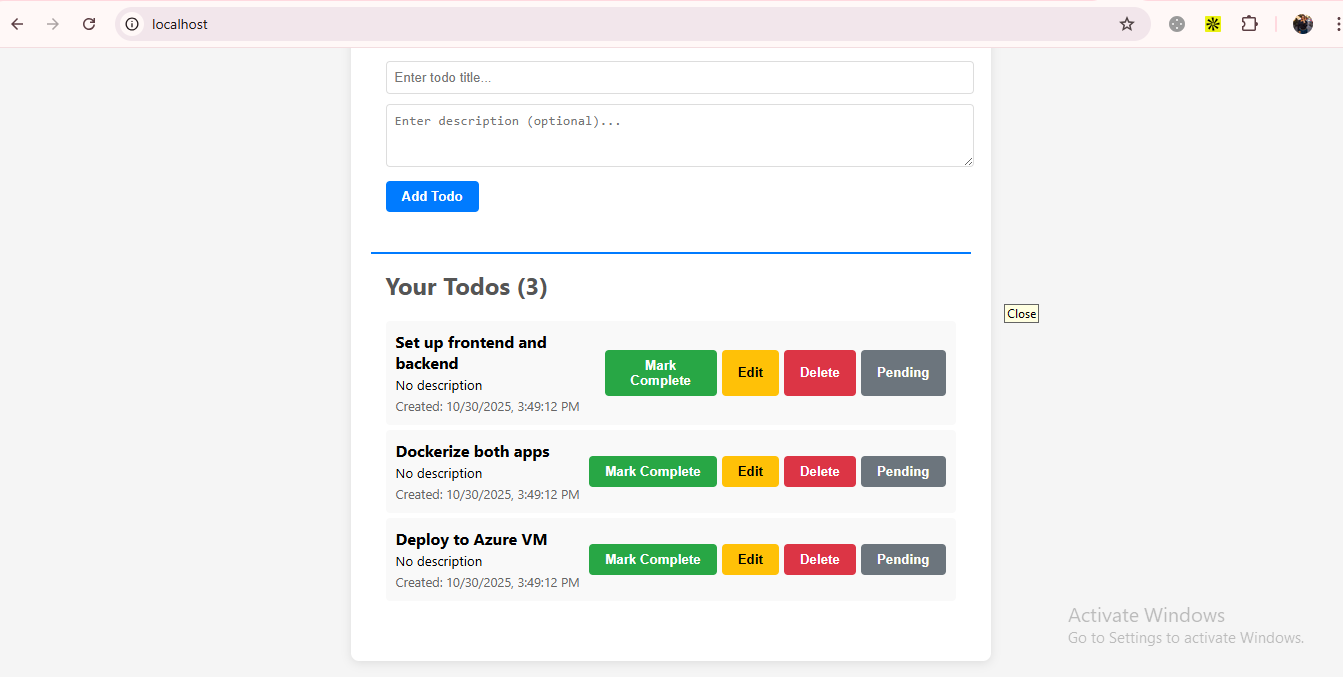 localhost
Enter todo title...
Enter description (optional)...
Add Todo
Your Todos (3)
Close
Set up frontend and
backend
No description
Created: 10/30/2025, 3:49:12 PM
Mark
Complete
Edit
Delete
Pending
Dockerize both apps
No description
Created: 10/30/2025, 3:49:12 PM
Mark Complete
Edit
Delete
Pending
Deploy to Azure VM
No description
Created: 10/30/2025, 3:49:12 PM
Mark Complete
Edit
Delete
Pending
Activate Windows
Go to Settings to activate Windows.